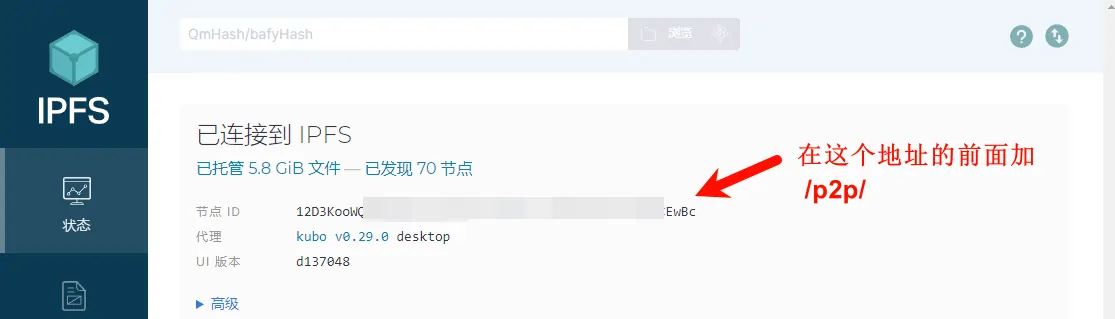 QmHash/bafyHash
浏览
IPFS
已连接到 IPFS
已托管 5.8 GiB 文件 — 已发现 70 节点
在这个地址的前面加
/p2p/
节点 ID 12D3KooWQ EwBc
状态
代理 kubo v0.29.0 desktop
UI 版本 d137048
高级